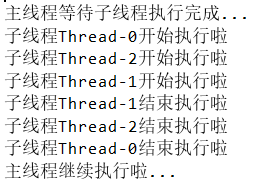 主线程等待子线程执行完成...
子线程Thread-0开始执行啦
子线程Thread-2开始执行啦
子线程Thread-1开始执行啦
子线程Thread-1结束执行啦
子线程Thread-2结束执行啦
子线程Thread-0结束执行啦
主线程继续执行啦...